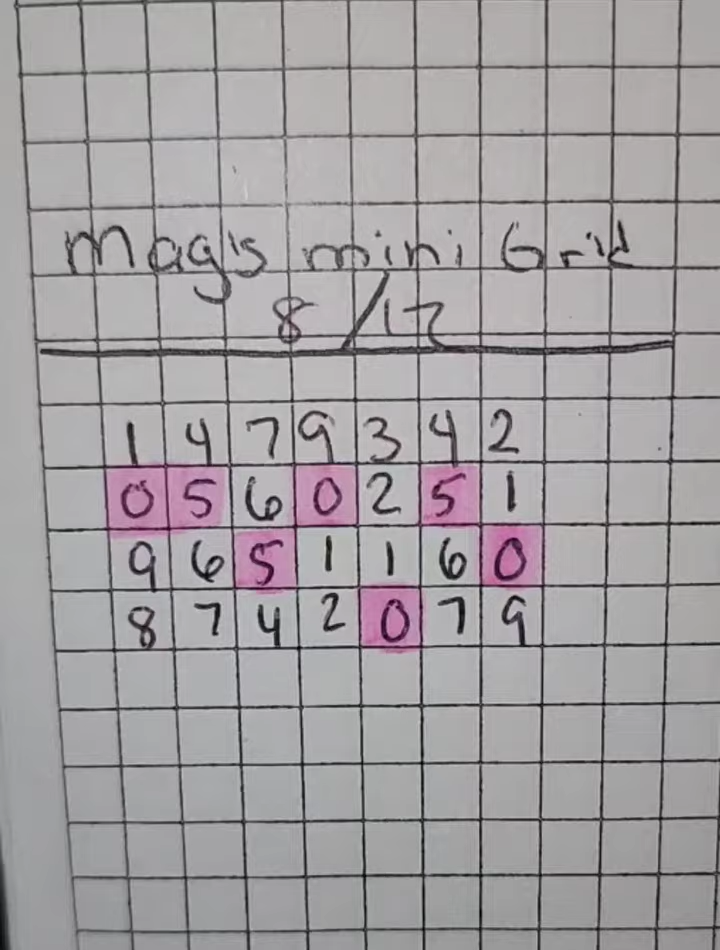 Mag's mini Grid
8/12
1 4 7 9 3 4 2
0 5 6 0 2 5 1
9 6 5 1 1 6 0
8 7 4 2 0 7 9